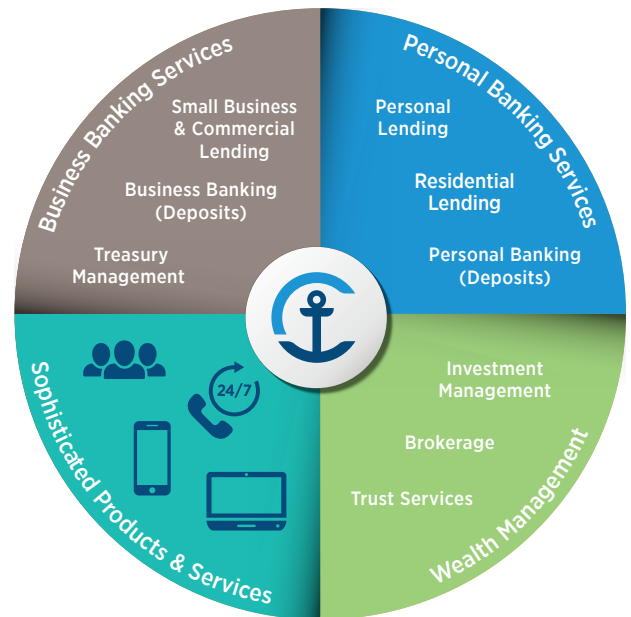 Business Banking Services
Small Business
& Commercial
Lending
Business Banking
(Deposits)
Treasury
Management
Personal Banking Services
Personal
Lending
Residential
Lending
Personal Banking
(Deposits)
Sophisticated Products & Services
24/7
Wealth Management
Investment
Management
Brokerage
Trust Services